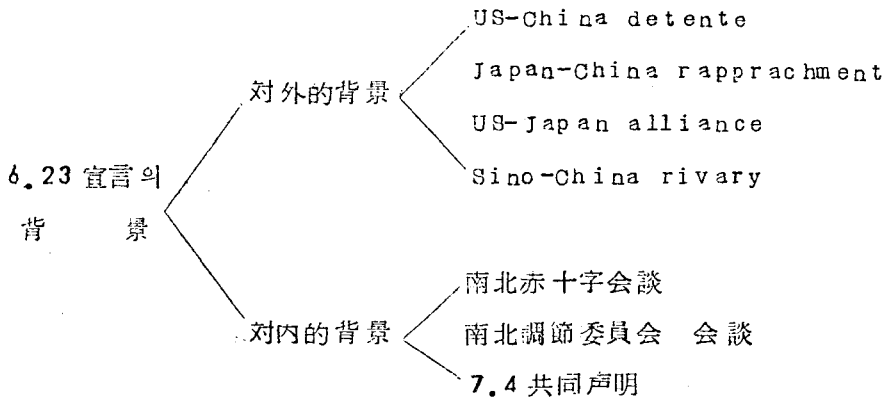 US-China detente
Japan-China rapprachment
対外的背景
US-Japan alliance
Sino-China rivary
6.23 宣言의
背 景
南北赤十字会談
対内的背景
南北調節委員会 会談
7.4 共同声明